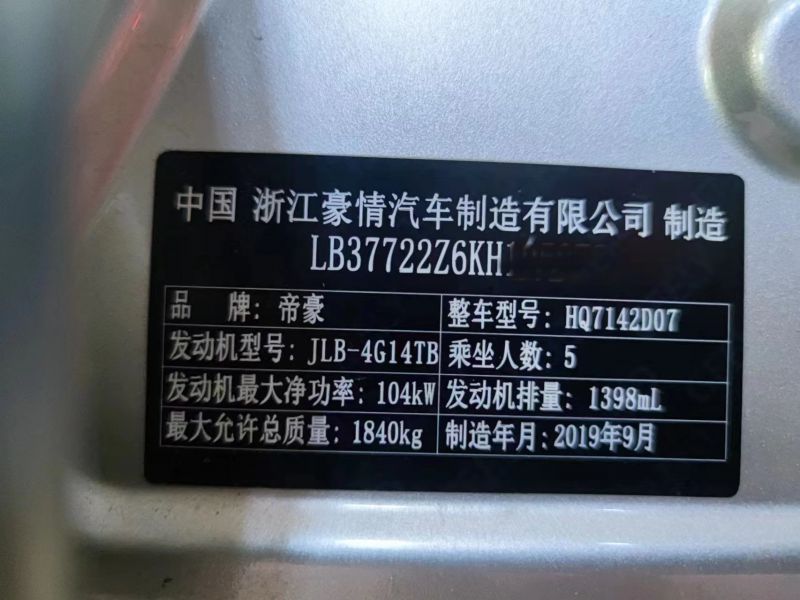 中国 浙江豪情汽车制造有限公司 制造
LB37722Z6KH
品 牌: 帝豪 整车型号: HQ7142D07
发动机型号: JLB-4G14TB 乘坐人数: 5
发动机最大净功率: 104kW 发动机排量: 1398mL
最大允许总质量: 1840kg 制造年月: 2019年9月